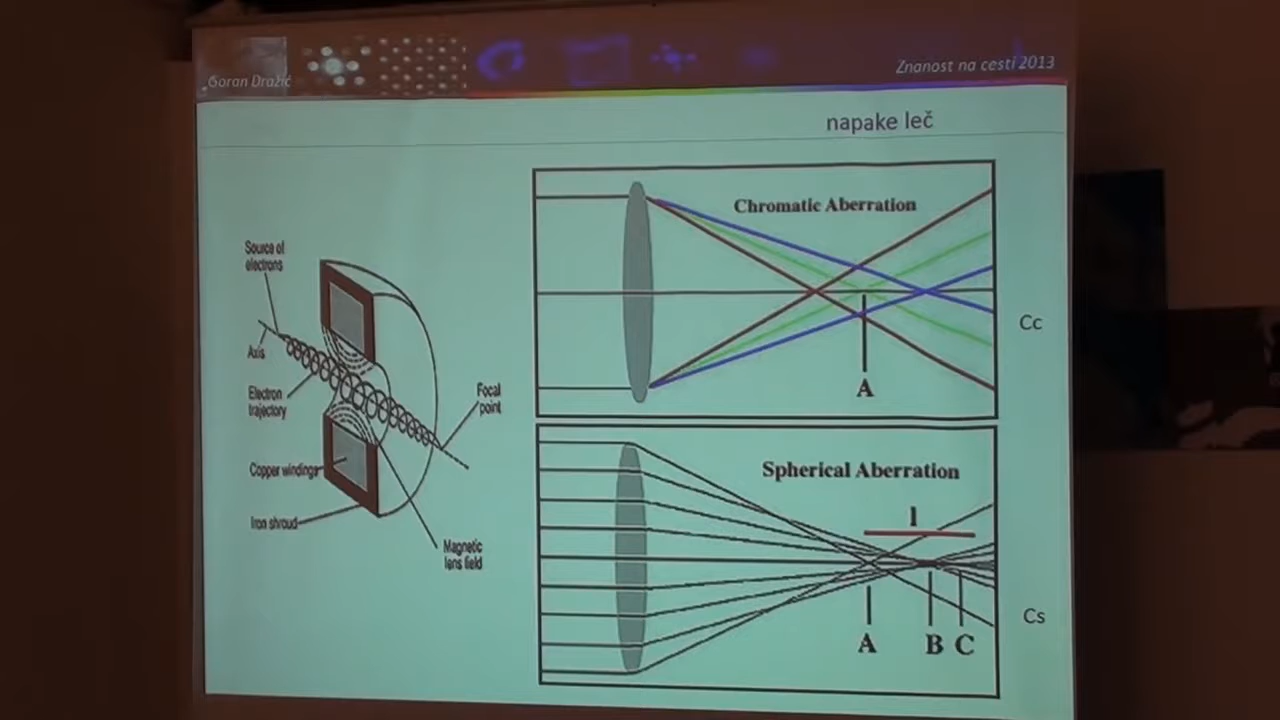 Goran Dražić
Znanost na cesti 2013
napake leč
Source of
electrons
Axis
Electron
trajectory
Copper windings
Iron shroud
Focal
point
Magnetic
lens field
Chromatic Aberration
A
Cc
Spherical Aberration
l
A B C
Cs